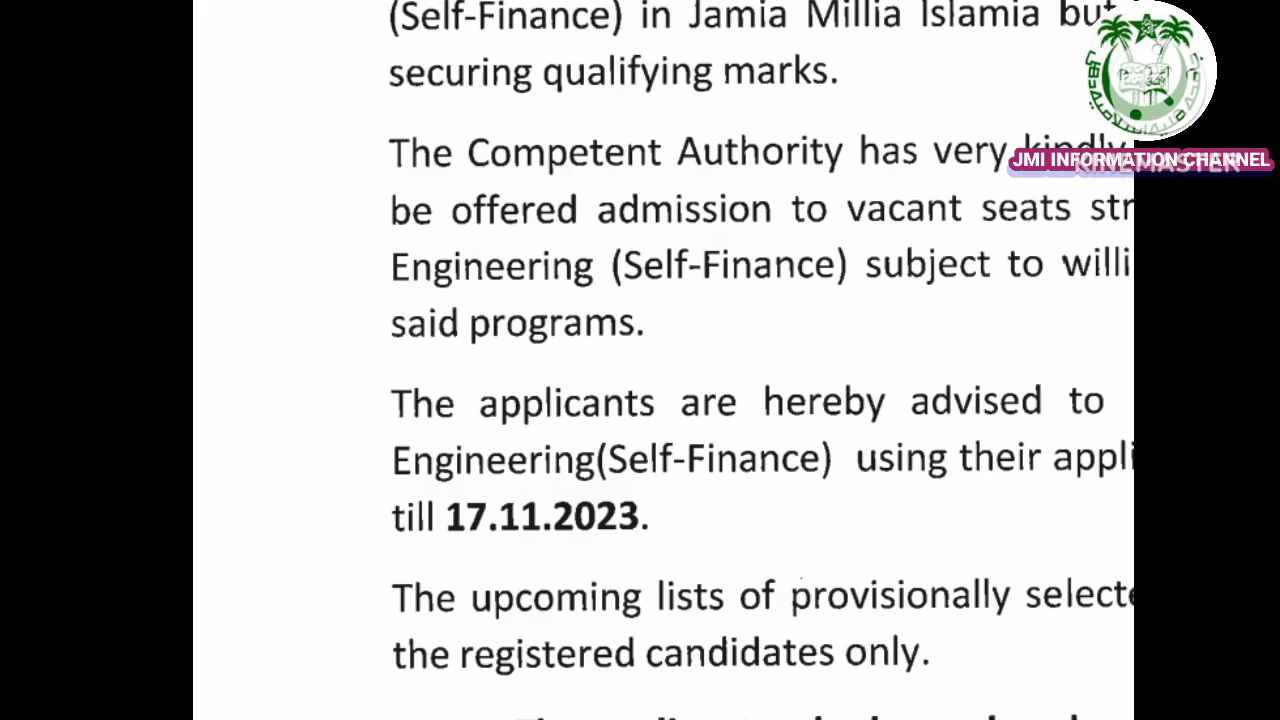 (Self-Finance) in Jamia Millia Islamia but
securing qualifying marks.
The Competent Authority has very kindly
be offered admission to vacant seats
Engineering (Self-Finance) subject to
said programs.
The applicants are hereby advised to
Engineering(Self-Finance) using their
till 17.11.2023.
The upcoming lists of provisionally
the registered candidates only.
JMI INFORMATION CHANNEL
KINEMASTER